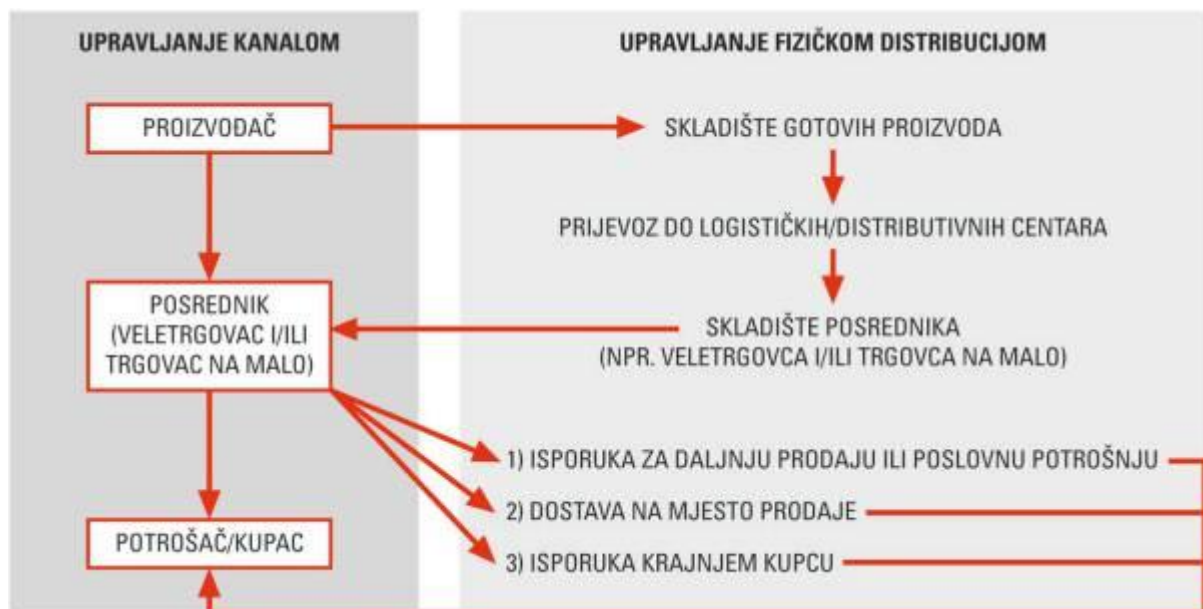 UPRAVLJANJE KANALOM
UPRAVLJANJE FIZIČKOM DISTRIBUCIJOM
PROIZVOĐAČ
SKLADIŠTE GOTOVIH PROIZVODA
PRIJEVOZ DO LOGISTIČKIH/DISTRIBUTIVNIH CENTARA
POSREDNIK
(VELETRGOVAC I/ILI
TRGOVAC NA MALO)
SKLADIŠTE POSREDNIKA
(NPR. VELETRGOVCA I/ILI TRGOVCA NA MALO)
1) ISPORUKA ZA DALJNJU PRODAJU ILI POSLOVNU POTROŠNJU
2) DOSTAVA NA MJESTO PRODAJE
3) ISPORUKA KRAJNJEM KUPCU
POTROŠAČ/KUPAC